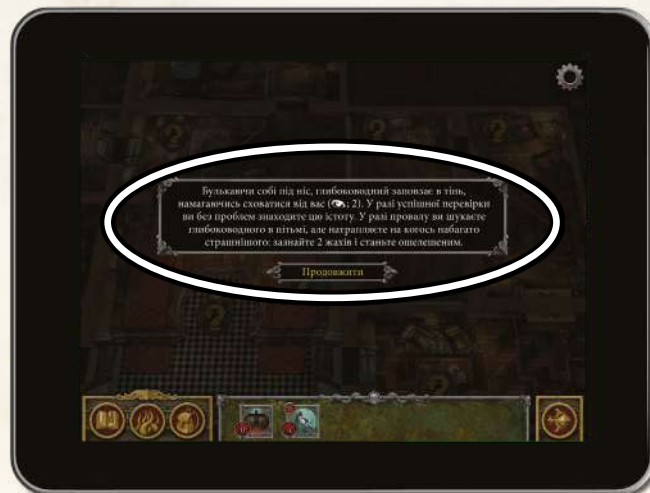 Булькаючи собі під ніс, глибоководний заповзає в тінь,
намагаючись сховатися від вас (👁; 2). У разі успішної перевірки
ви без проблем знаходите цю істоту. У разі провалу ви шукаєте
глибоководного в пітьмі, але натрапляєте на когось набагато
страшнішого: зазнайте 2 жахів і станьте ошелешеним.
Продовжити